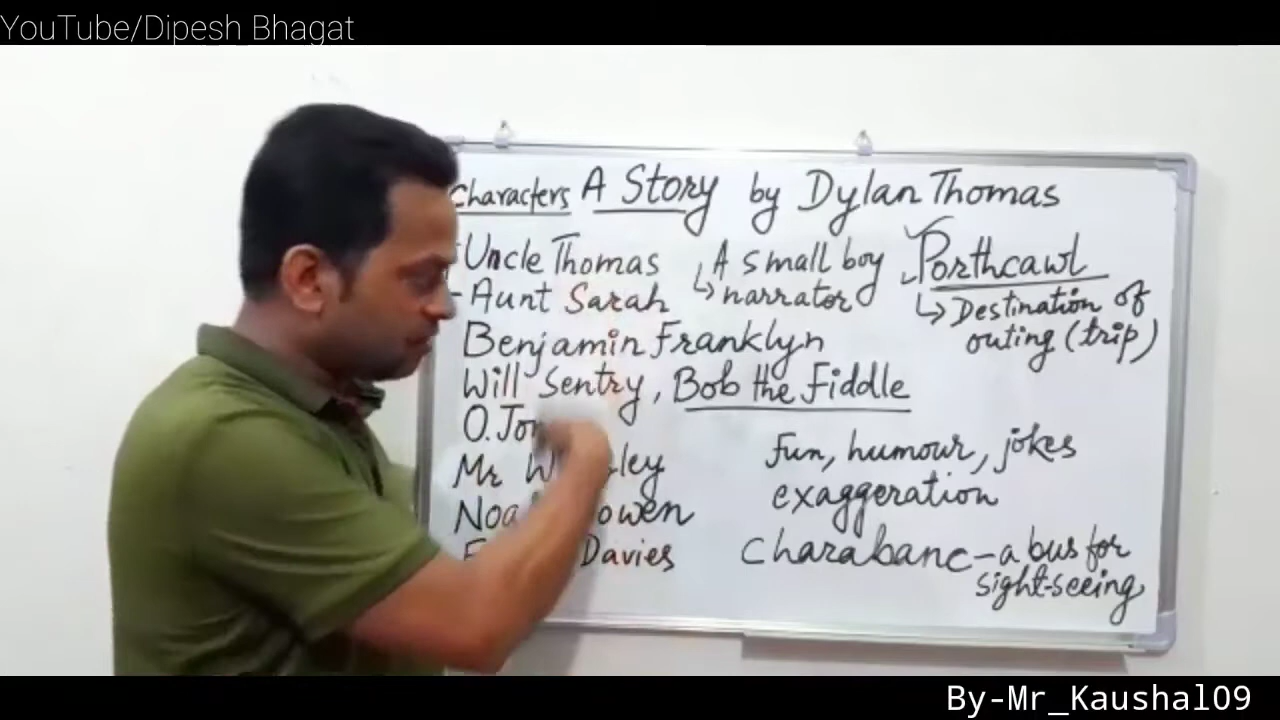 YouTube/Dipesh Bhagat
Characters A Story by Dylan Thomas
Uncle Thomas
A small boy
Porthcawl
- Aunt Sarah
↳ narrator
↳ Destination of
outing (trip)
Benjamin Franklyn
Will Sentry, Bob the Fiddle
O.
Fun, humour, jokes
Mr
exaggeration
Davies
Charabanc - a bus for
sight-seeing
By-Mr_Kaushal09